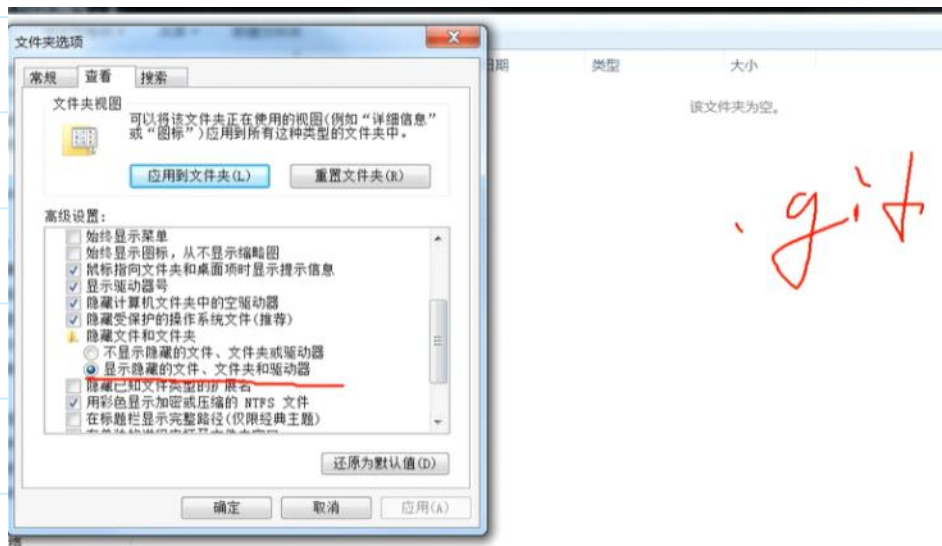 文件夹选项
常规 查看 搜索
文件夹视图
可以将该文件夹正在使用的视图(例如“详细信息”
或“图标”)应用到所有这种类型的文件夹中。
应用到文件夹(L) 重置文件夹(R)
高级设置:
始终显示菜单
始终显示图标，从不显示缩略图
鼠标指向文件夹和桌面项时显示提示信息
显示驱动器号
隐藏计算机文件夹中的空驱动器
隐藏受保护的操作系统文件(推荐)
隐藏文件和文件夹
不显示隐藏的文件、文件夹或驱动器
显示隐藏的文件、文件夹和驱动器
隐藏已知文件类型的扩展名
用彩色显示加密或压缩的 NTFS 文件
在标题栏显示完整路径(仅限经典主题)
还原为默认值(D)
确定 取消 应用(A)
日期 类型 大小
该文件夹为空。
.git